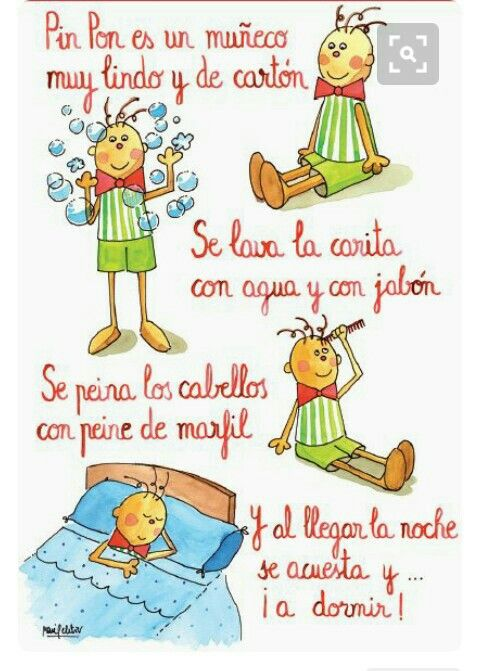 Pin Pon es un muñeco
muy lindo y de cartón
Se lava la carita
con agua y con jabón
Se peina los cabellos
con peine de marfil
Y al llegar la noche
se acuesta y ...
¡a dormir!